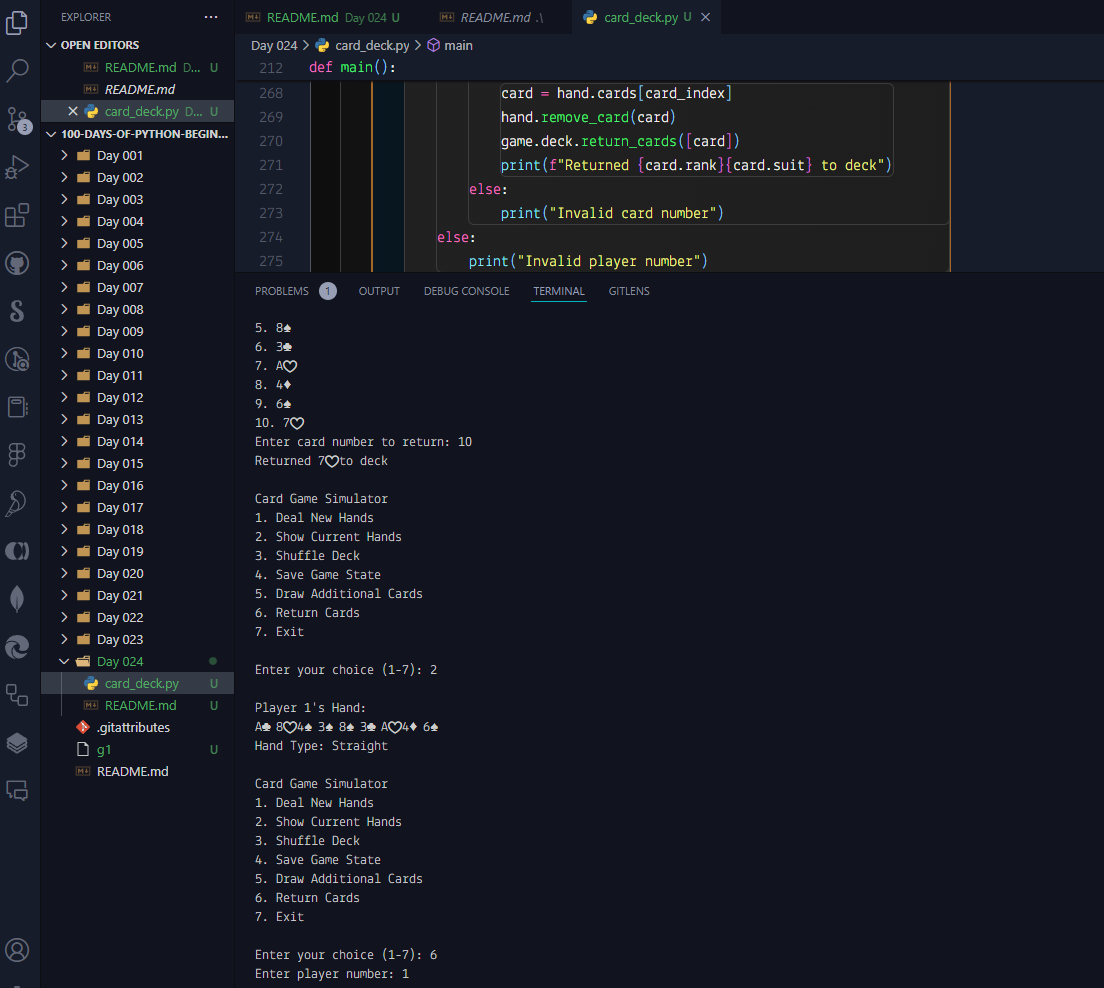 EXPLORER ···
OPEN EDITORS
README.md D... U
README.md
card_deck.py D... U
100-DAYS-OF-PYTHON-BEGIN...
Day 001
Day 002
Day 003
Day 004
Day 005
Day 006
Day 007
Day 008
Day 009
Day 010
Day 011
Day 012
Day 013
Day 014
Day 015
Day 016
Day 017
Day 018
Day 019
Day 020
Day 021
Day 022
Day 023
Day 024
card_deck.py U
README.md U
.gitattributes
g1 U
README.md
3
README.md Day 024 U README.md .\ card_deck.py U
Day 024 > card_deck.py > main
212 def main():
268 card = hand.cards[card_index]
269 hand.remove_card(card)
270 game.deck.return_cards([card])
271 print(f"Returned {card.rank}{card.suit} to deck")
272 else:
273 print("Invalid card number")
274 else:
275 print("Invalid player number")
PROBLEMS 1 OUTPUT DEBUG CONSOLE TERMINAL GITLENS
5. 8♠
6. 3♣
7. A♡
8. 4♦
9. 6♠
10. 7♡
Enter card number to return: 10
Returned 7♡to deck
Card Game Simulator
1. Deal New Hands
2. Show Current Hands
3. Shuffle Deck
4. Save Game State
5. Draw Additional Cards
6. Return Cards
7. Exit
Enter your choice (1-7): 2
Player 1's Hand:
A♣ 8♡4♠ 3♠ 8♠ 3♣ A♡4♦ 6♠
Hand Type: Straight
Card Game Simulator
1. Deal New Hands
2. Show Current Hands
3. Shuffle Deck
4. Save Game State
5. Draw Additional Cards
6. Return Cards
7. Exit
Enter your choice (1-7): 6
Enter player number: 1